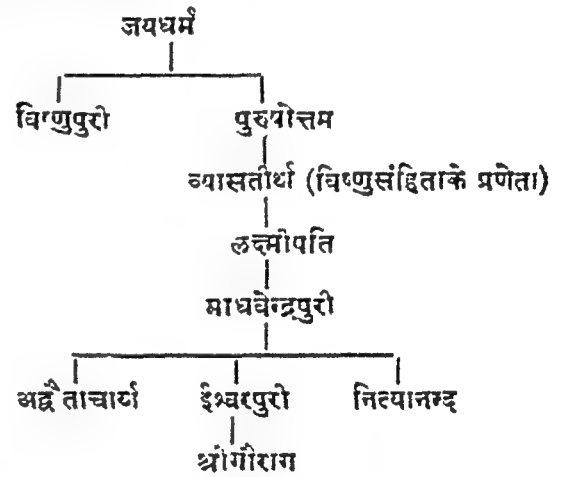 जयधर्म
विष्णुपुरी पुरुषोत्तम
व्यासतीर्थ (विष्णुसंहिताके प्रणेता)
लक्ष्मीपति
माधवेन्द्रपुरी
अद्वैताचार्य ईश्वरपुरी नित्यानन्द
श्रीगौराग